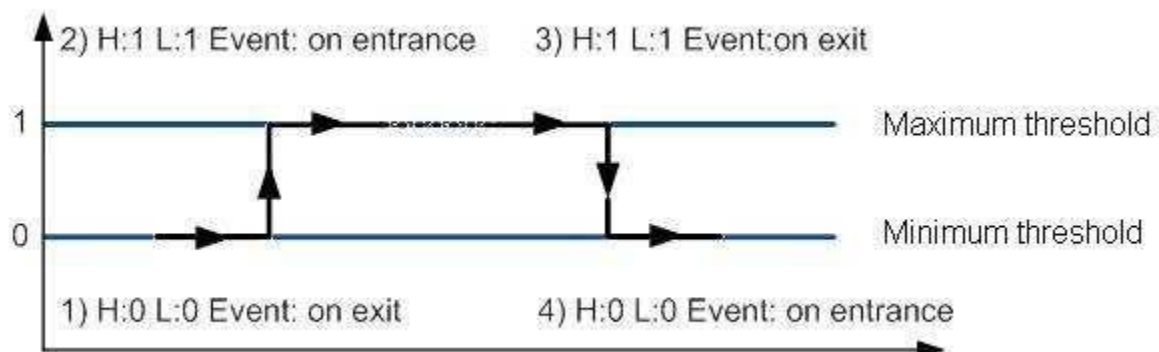 2) H:1 L:1 Event: on entrance
3) H:1 L:1 Event:on exit
1
Maximum threshold
0
Minimum threshold
1) H:0 L:0 Event: on exit
4) H:0 L:0 Event: on entrance